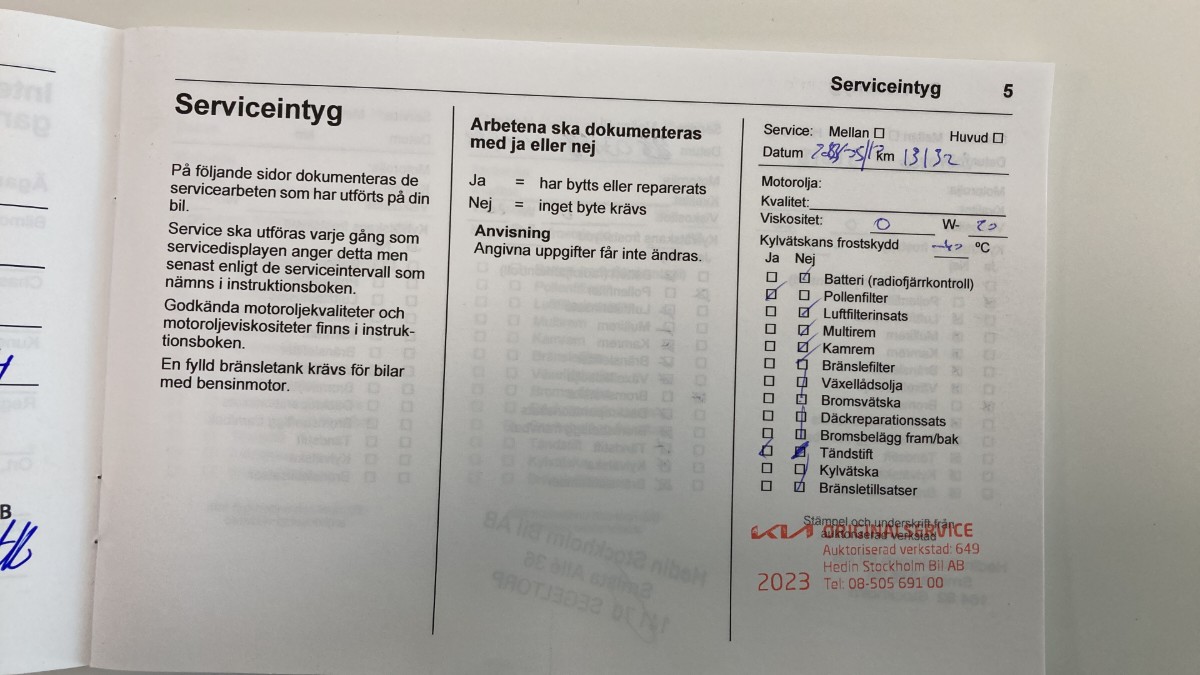 Serviceintyg 5
Serviceintyg
På följande sidor dokumenteras de
servicearbeten som har utförts på din
bil.
Service ska utföras varje gång som
servicedisplayen anger detta men
senast enligt de serviceintervall som
nämns i instruktionsboken.
Godkända motoroljekvaliteter och
motoroljeviskositeter finns i instruk-
tionsboken.
En fylld bränsletank krävs för bilar
med bensinmotor.
Arbetena ska dokumenteras
med ja eller nej
Ja = har bytts eller reparerats
Nej = inget byte krävs
Anvisning
Angivna uppgifter får inte ändras.
Service: Mellan Huvud
Datum km 13132
Motorolja:
Kvalitet:
Viskositet: 0 W- 20
Kylvätskans frostskydd -40 ºC
Ja Nej
Batteri (radiofjärrkontroll)
Pollenfilter
Luftfilterinsats
Multirem
Kamrem
Bränslefilter
Växellådsolja
Bromsvätska
Däckreparationssats
Bromsbelägg fram/bak
Tändstift
Kylvätska
Bränsletillsatser
Stämpel och underskrift från
auktoriserad verkstad
KIA ORIGINALSERVICE
Auktoriserad verkstad: 649
Hedin Stockholm Bil AB
2023 Tel: 08-505 691 00
B